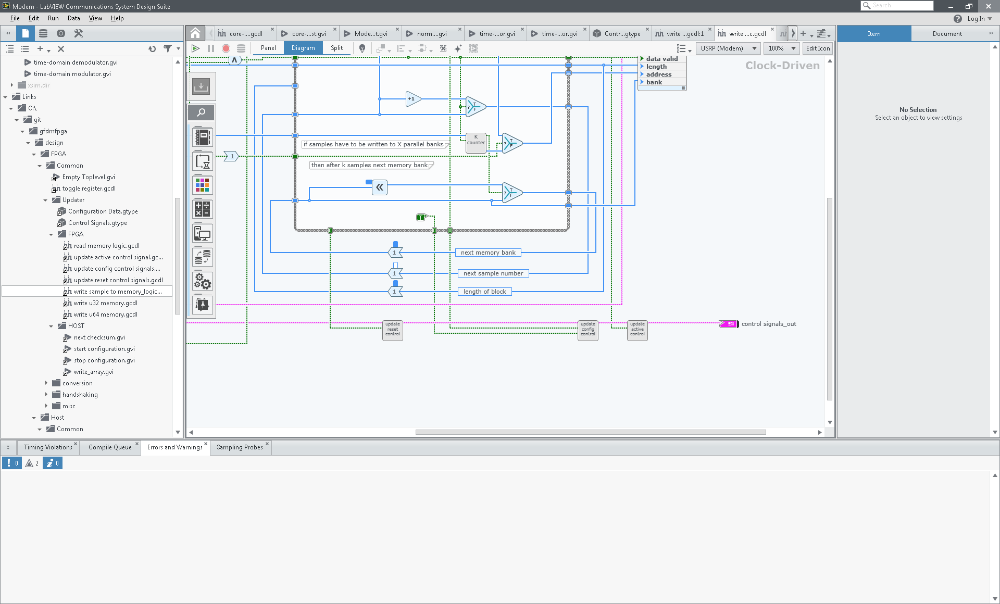 Modem - LabVIEW Communications System Design Suite
Search
File Edit Run Data View Help
Log In
core-....gcdl
core-...st.gvi
Mode...t.gvi
norm....gvi
time-...or.gvi
time-...or.gvi
Contr...gtype
write ...gcdl:1
write ...c.gcdl
Item
Document
Panel
Diagram
Split
USRP (Modem)
100%
Edit Icon
time-domain demodulator.gvi
time-domain modulator.gvi
xsim.dir
Links
C:\
git
gfdmfpga
design
FPGA
Common
Empty Toplevel.gvi
toggle register.gcdl
Updater
Configuration Data.gtype
Control Signals.gtype
FPGA
read memory logic.gcdl
update active control signal.gc...
update config control signals....
update reset control signals.gcdl
write sample to memory_logic...
write u32 memory.gcdl
write u64 memory.gcdl
HOST
next checksum.gvi
start configuration.gvi
stop configuration.gvi
write_array.gvi
conversion
handshaking
misc
Host
Common
data valid
length
address
bank
Clock-Driven
+1
? T F
K
counter
? T F
if samples have to be written to X parallel banks
1
than after k samples next memory bank
? T F
T
1
next memory bank
1
next sample number
1
length of block
update
reset
control
update
config
control
update
active
control
control signals_out
No Selection
Select an object to view settings
Timing Violations
Compile Queue
Errors and Warnings
Sampling Probes
! 0
2
i 0